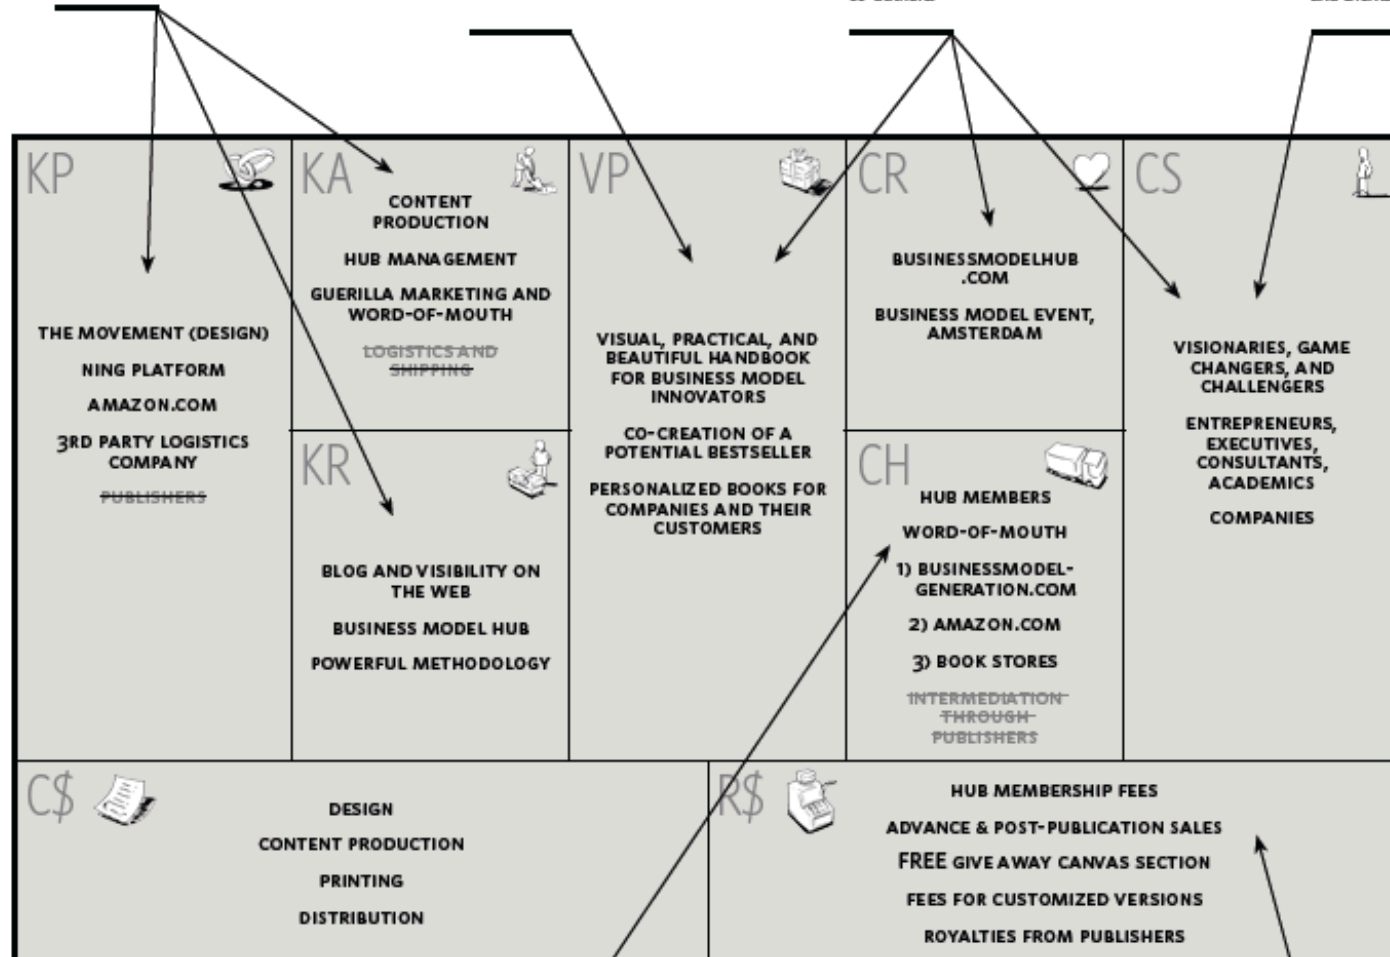 KP
THE MOVEMENT (DESIGN)
NING PLATFORM
AMAZON.COM
3RD PARTY LOGISTICS
COMPANY
PUBLISHERS
KA
CONTENT
PRODUCTION
HUB MANAGEMENT
GUERILLA MARKETING AND
WORD-OF-MOUTH
LOGISTICS AND
SHIPPING
KR
BLOG AND VISIBILITY ON
THE WEB
BUSINESS MODEL HUB
POWERFUL METHODOLOGY
VP
VISUAL, PRACTICAL, AND
BEAUTIFUL HANDBOOK
FOR BUSINESS MODEL
INNOVATORS
CO-CREATION OF A
POTENTIAL BESTSELLER
PERSONALIZED BOOKS FOR
COMPANIES AND THEIR
CUSTOMERS
CR
BUSINESSMODELHUB
.COM
BUSINESS MODEL EVENT,
AMSTERDAM
CH
HUB MEMBERS
WORD-OF-MOUTH
1) BUSINESSMODEL-
GENERATION.COM
2) AMAZON.COM
3) BOOK STORES
INTERMEDIATION
THROUGH
PUBLISHERS
CS
VISIONARIES, GAME
CHANGERS, AND
CHALLENGERS
ENTREPRENEURS,
EXECUTIVES,
CONSULTANTS,
ACADEMICS
COMPANIES
C$
DESIGN
CONTENT PRODUCTION
PRINTING
DISTRIBUTION
R$
HUB MEMBERSHIP FEES
ADVANCE & POST-PUBLICATION SALES
FREE GIVE AWAY CANVAS SECTION
FEES FOR CUSTOMIZED VERSIONS
ROYALTIES FROM PUBLISHERS